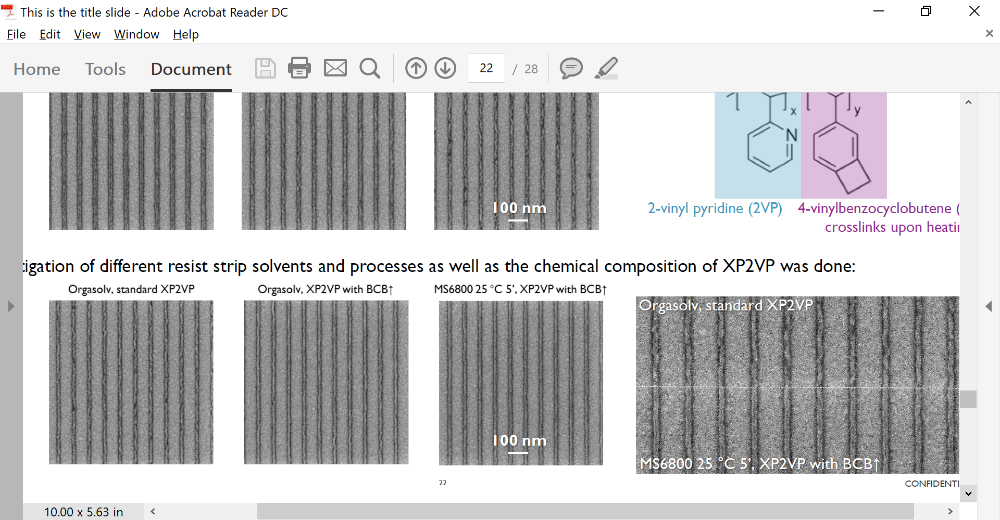 This is the title slide - Adobe Acrobat Reader DC
File Edit View Window Help
Home Tools Document 22 / 28
x y
N
100 nm
2-vinyl pyridine (2VP) 4-vinylbenzocyclobutene (
crosslinks upon heatin
tigation of different resist strip solvents and processes as well as the chemical composition of XP2VP was done:
Orgasolv, standard XP2VP
Orgasolv, XP2VP with BCB↑
MS6800 25 °C 5’, XP2VP with BCB↑
Orgasolv, standard XP2VP
100 nm
MS6800 25 °C 5’, XP2VP with BCB↑
22
CONFIDENTI
10.00 x 5.63 in